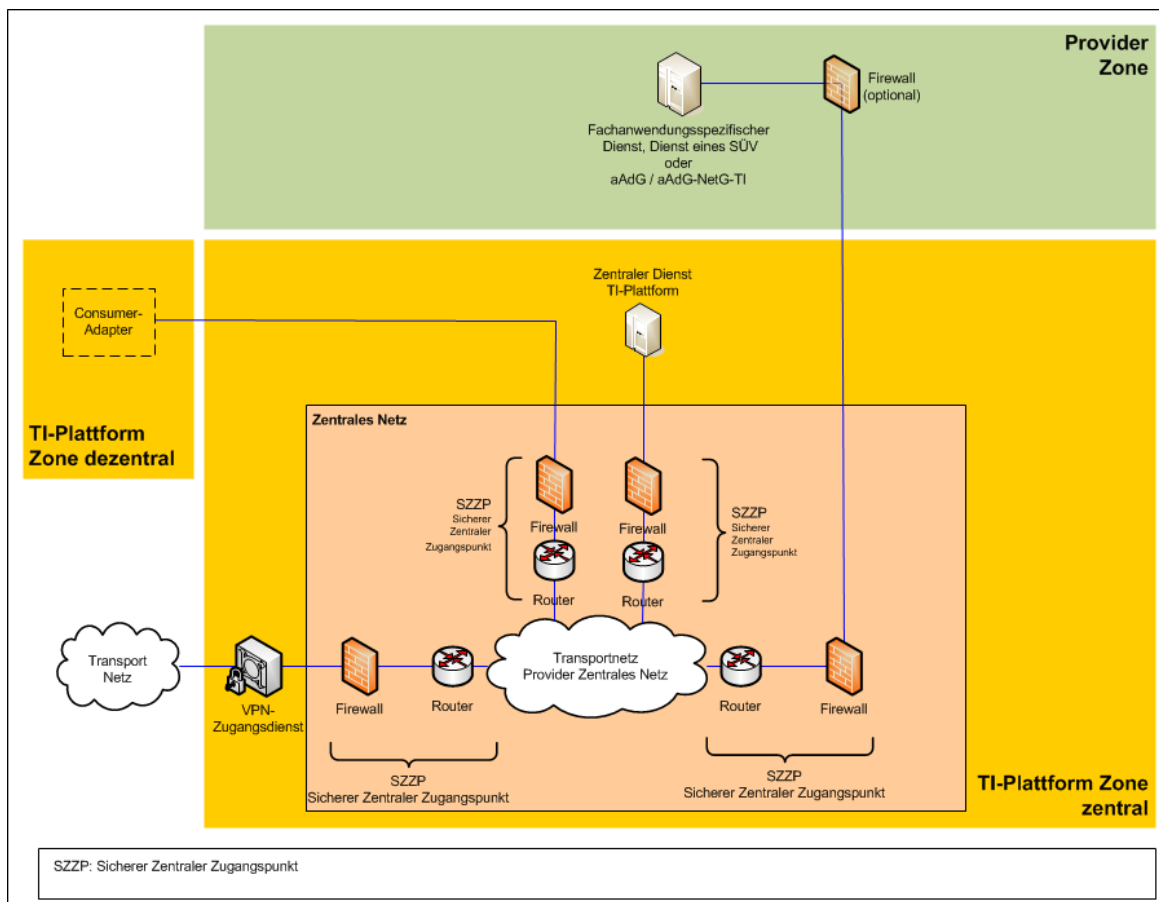 Provider
Zone
Firewall
(optional)
Fachanwendungsspezifischer
Dienst, Dienst eines SÜV
oder
aAdG / aAdG-NetG-TI
Zentraler Dienst
TI-Plattform
Consumer-
Adapter
TI-Plattform
Zone dezentral
Zentrales Netz
SZZP
Sicherer
Zentraler
Zugangspunkt
Firewall
Router
Firewall
Router
SZZP
Sicherer
Zentraler
Zugangspunkt
Transport
Netz
VPN-
Zugangsdienst
Firewall
Router
Transportnetz
Provider Zentrales Netz
Router
Firewall
SZZP
Sicherer Zentraler Zugangspunkt
SZZP
Sicherer Zentraler Zugangspunkt
TI-Plattform Zone
zentral
SZZP: Sicherer Zentraler Zugangspunkt